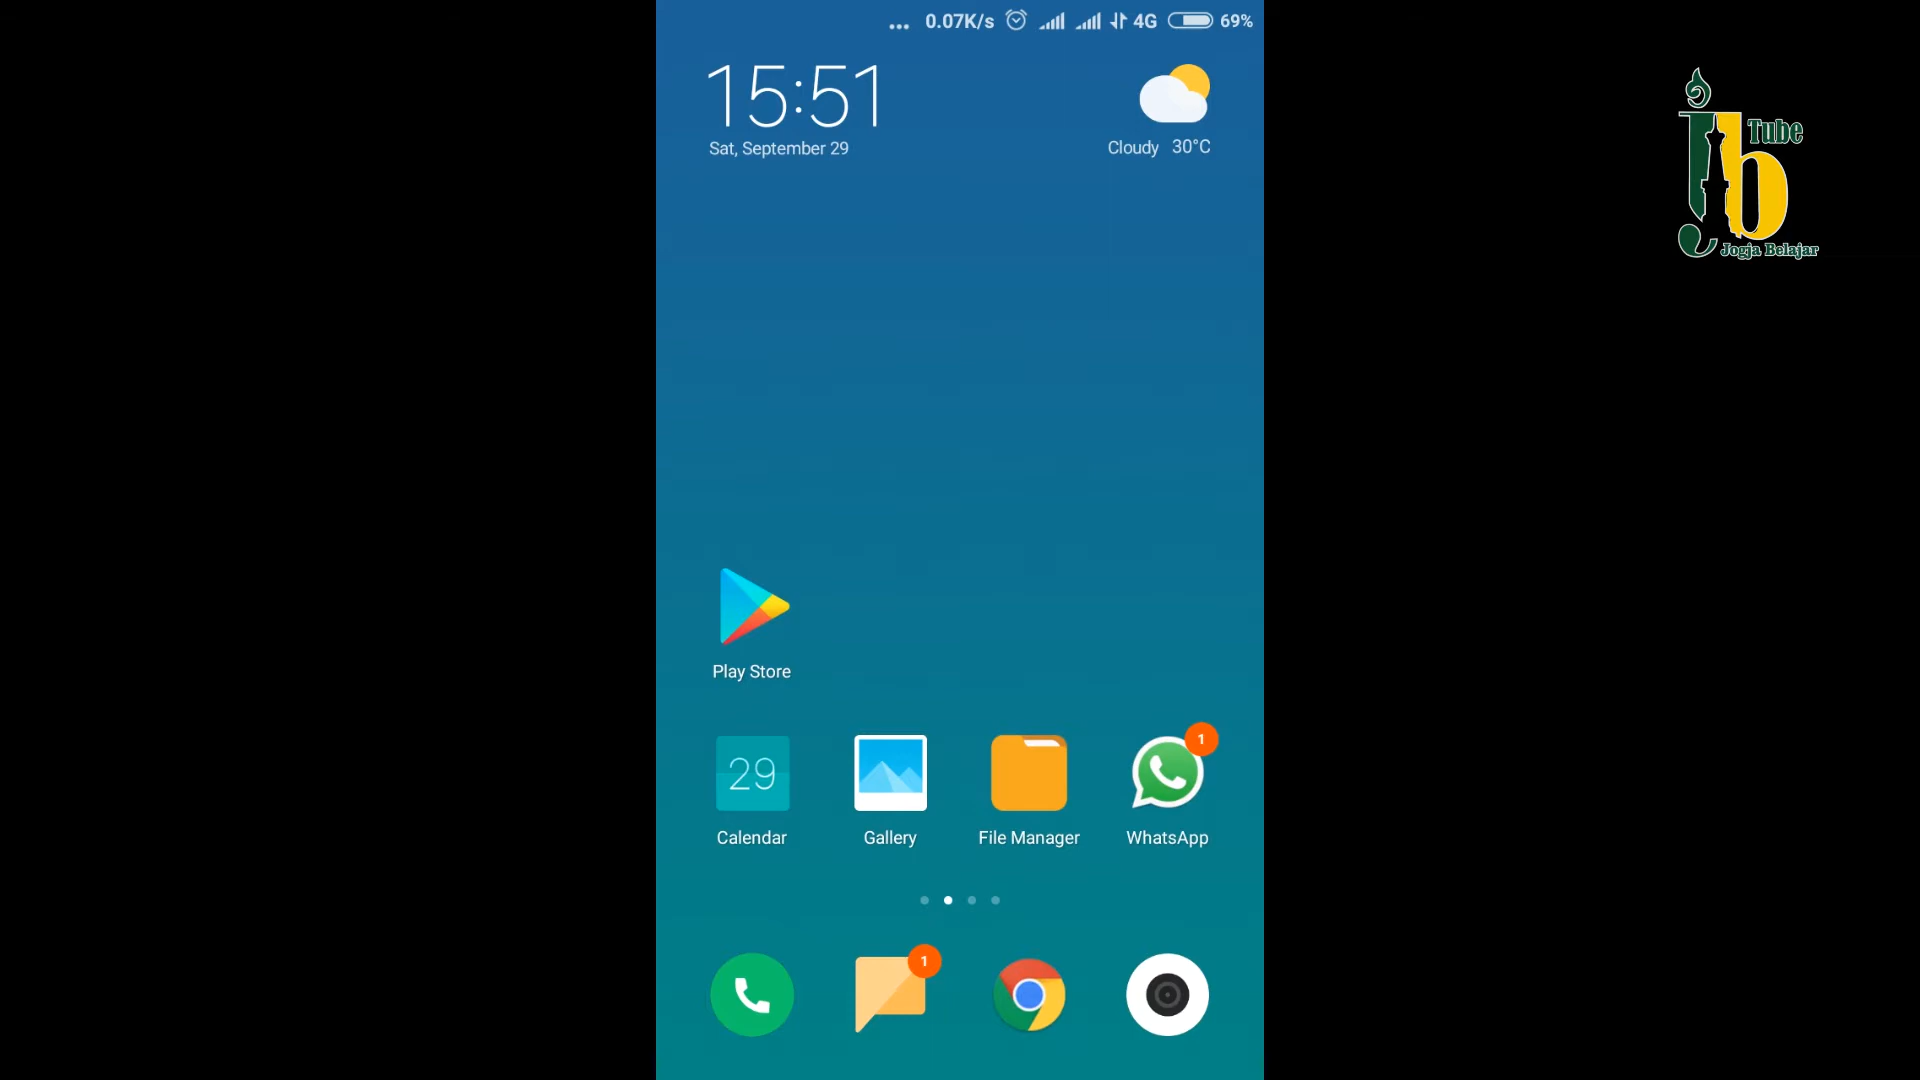 ... 0.07K/s 4G 69%
15:51
Sat, September 29
Cloudy 30°C
Tube
jb
Jogja Belajar
Play Store
29
1
Calendar
Gallery
File Manager
WhatsApp
1